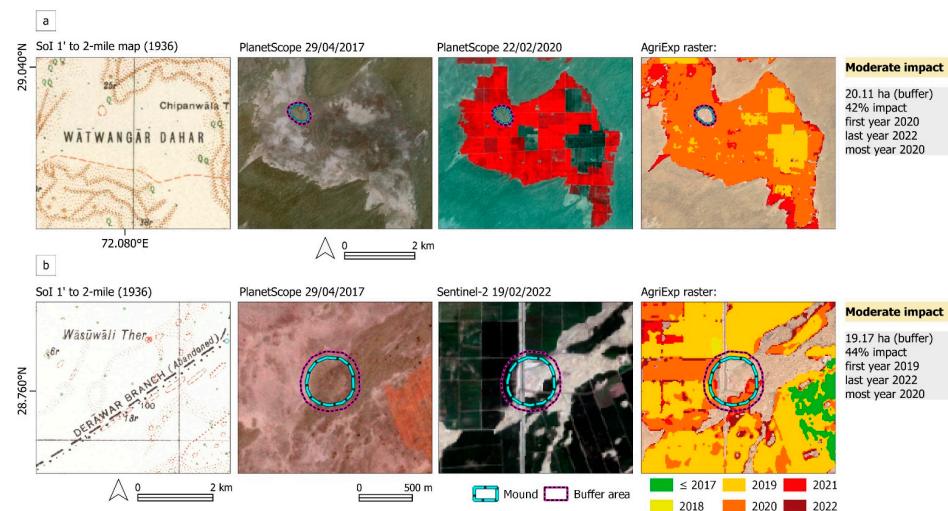 a
SoI 1' to 2-mile map (1936)
PlanetScope 29/04/2017
PlanetScope 22/02/2020
AgriExp raster:
29.040°N
25r
Chipanwāla T
WĀTWANGĀR DAHAR
72.080°E
0 2 km
Moderate impact
20.11 ha (buffer)
42% impact
first year 2020
last year 2022
most year 2020
b
SoI 1' to 2-mile (1936)
PlanetScope 29/04/2017
Sentinel-2 19/02/2022
AgriExp raster:
28.760°E
Wāsūwāli Ther
DERĀWAR BRANCH (Abandoned)
100
18r
0 2 km
0 500 m
Mound
Buffer area
Moderate impact
19.17 ha (buffer)
44% impact
first year 2019
last year 2022
most year 2020
≤ 2017
2019
2021
2018
2020
2022